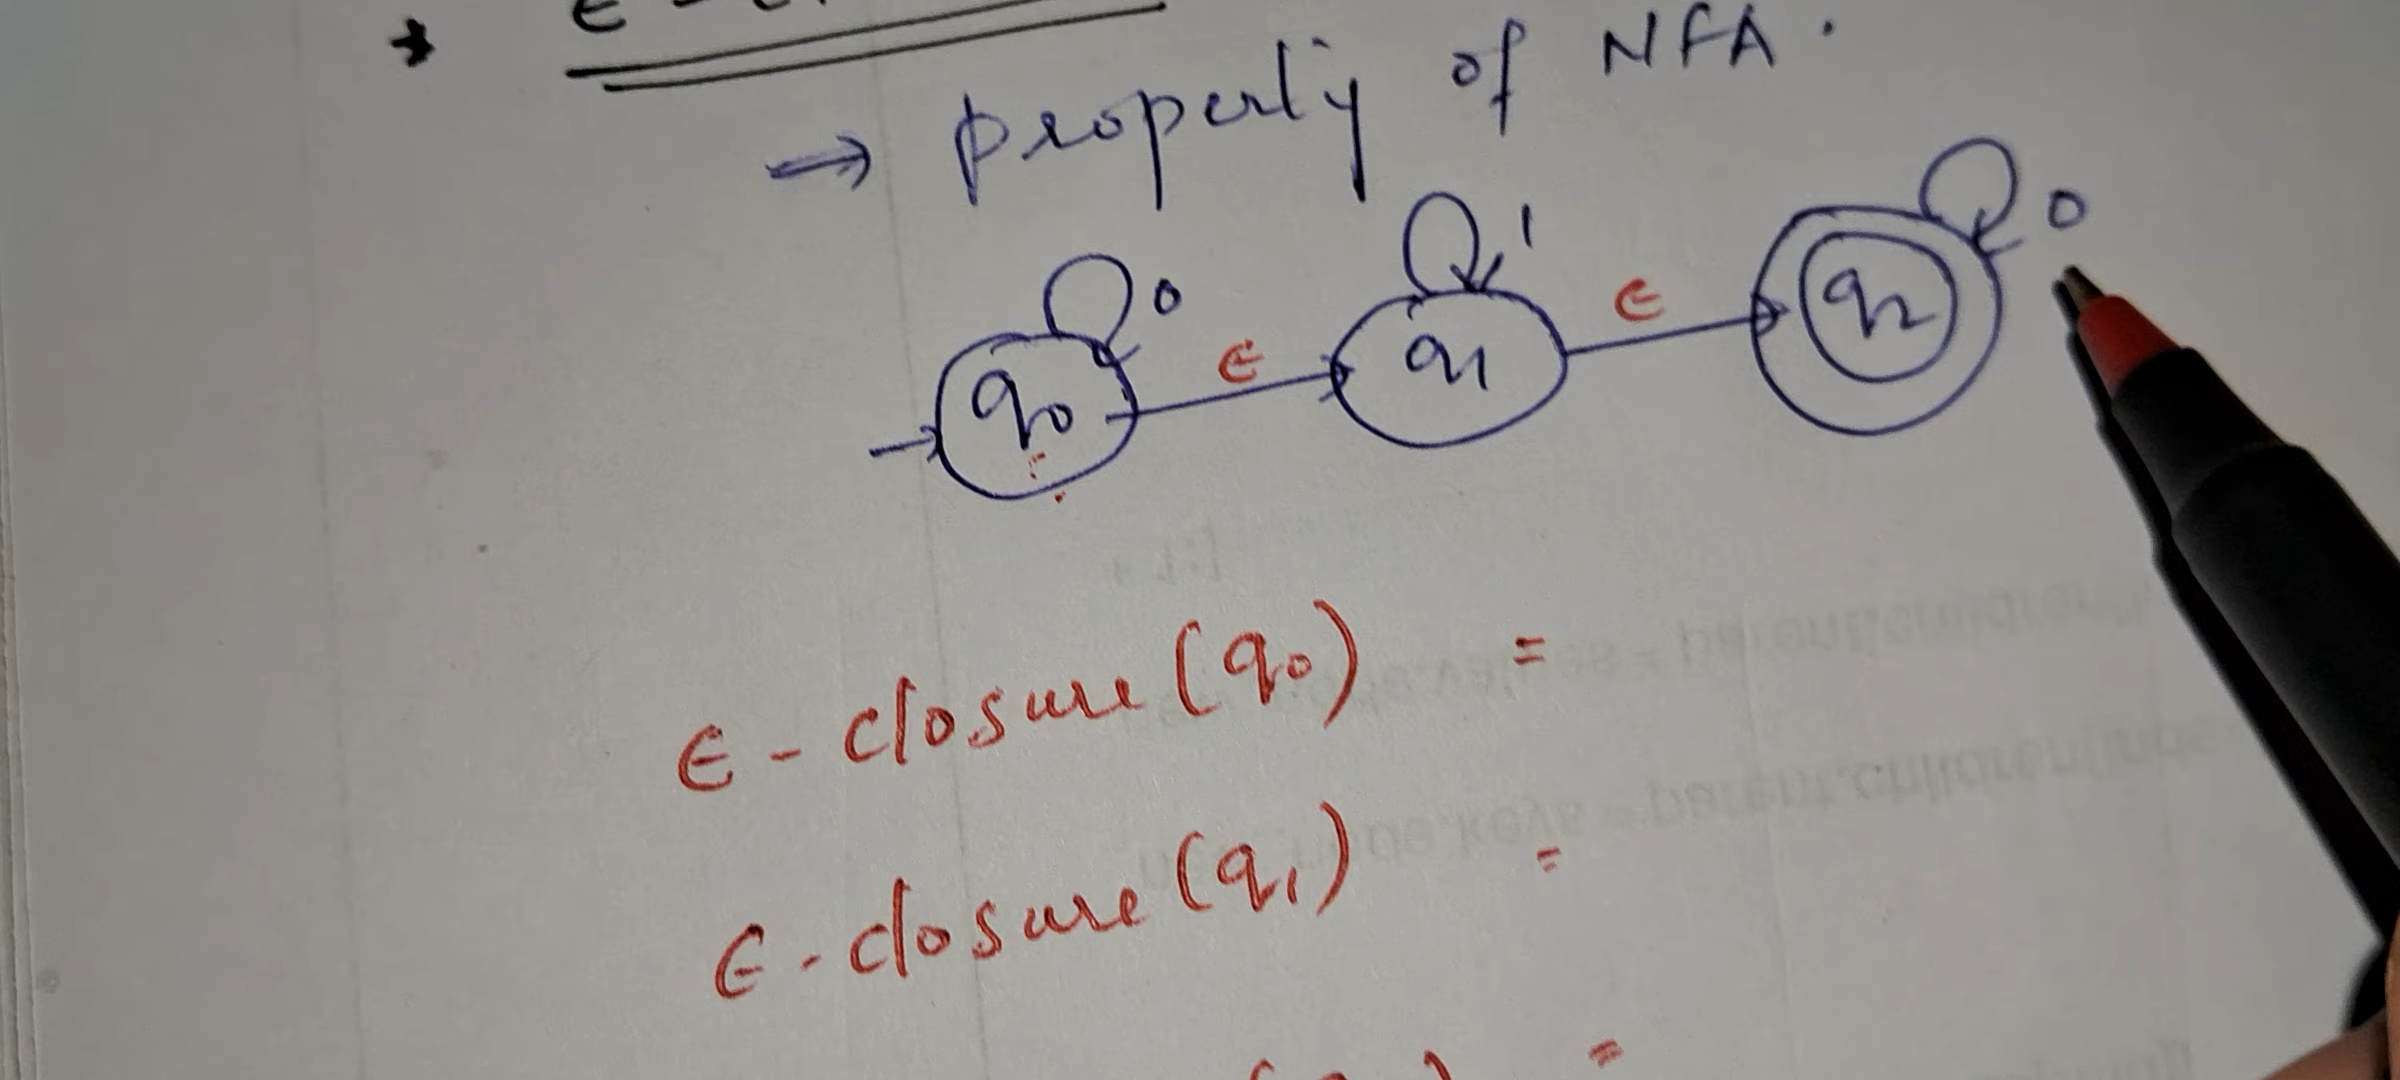 → property of NFA.
0 1 0
→ q0 ϵ q1 ϵ q2
ϵ - closure (q0) =
ϵ - closure (q1) =
=